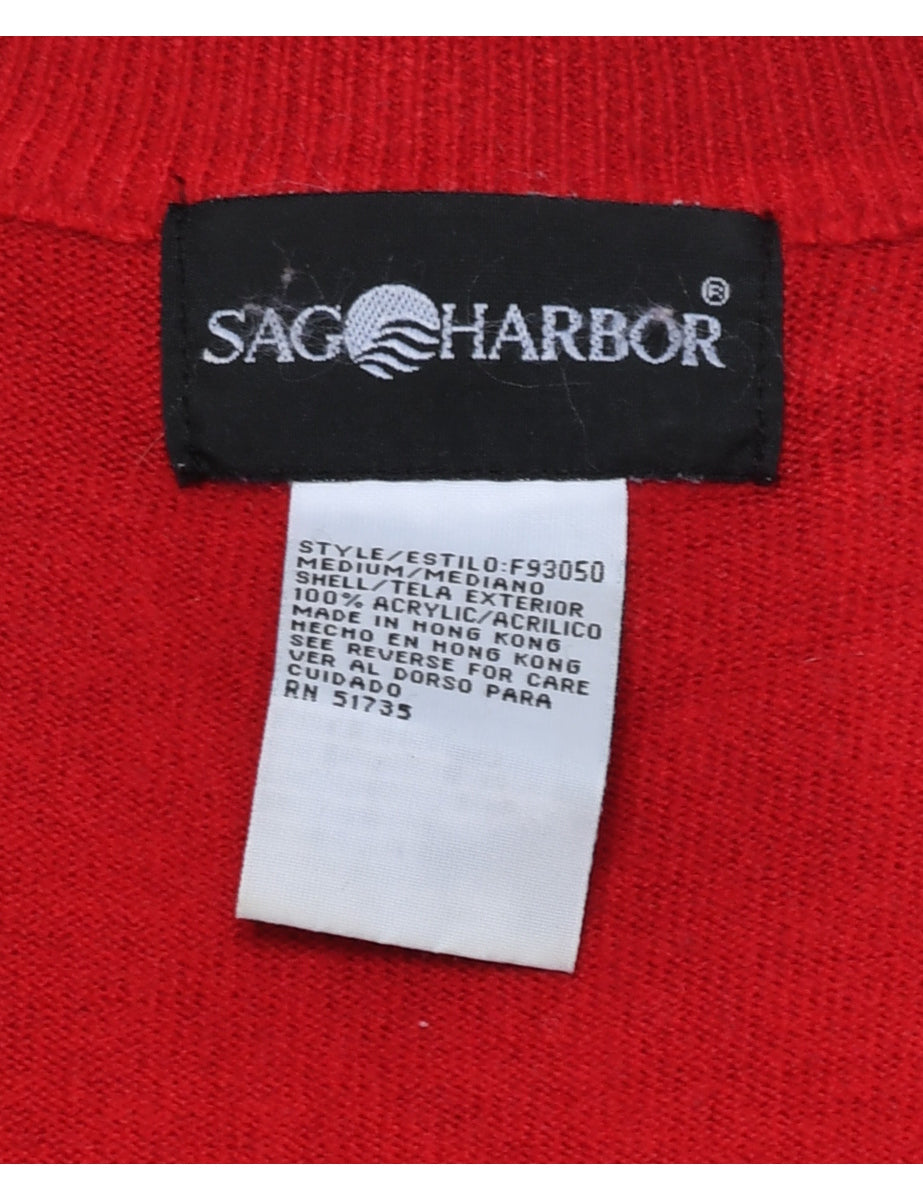 SAG HARBOR ®
STYLE/ESTILO:F93050
MEDIUM/MEDIANO
SHELL/TELA EXTERIOR
100% ACRYLIC/ACRILICO
MADE IN HONG KONG
HECHO EN HONG KONG
SEE REVERSE FOR CARE
VER AL DORSO PARA
CUIDADO
RN 51735